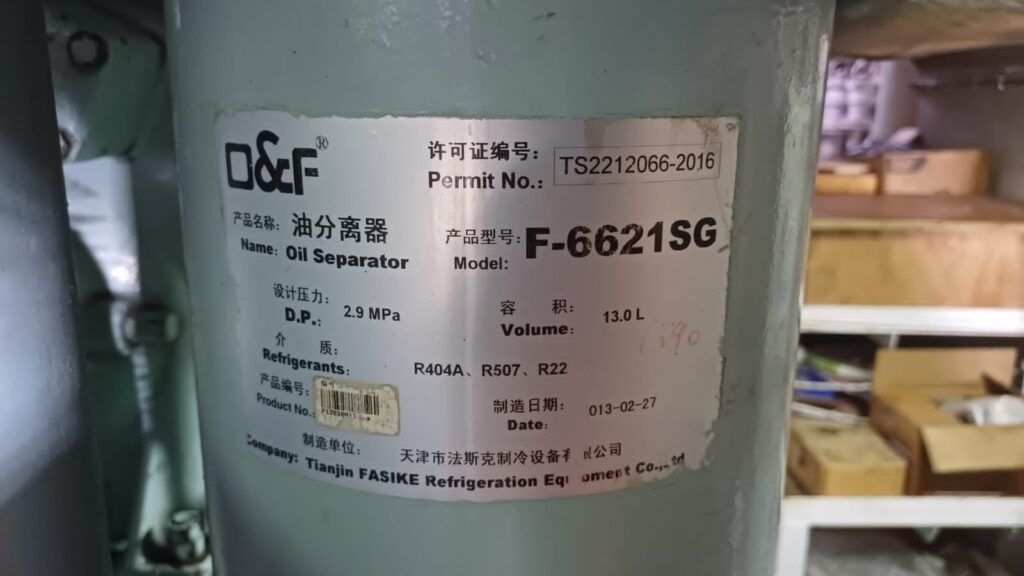 D&F®
许可证编号: TS2212066-2016
Permit No.:
产品名称: 油分离器
Name: Oil Separator
产品型号: F-6621SG
Model:
设计压力: 2.9 MPa
D.P.:
容 积: 13.0 L
Volume:
介 质: R404A、R507、R22
Refrigerants:
产品编号:
Product No.:
制造日期: 013-02-27
Date:
制造单位: 天津市法斯克制冷设备有限公司
Company: Tianjin FASIKE Refrigeration Equipment Co., Ltd